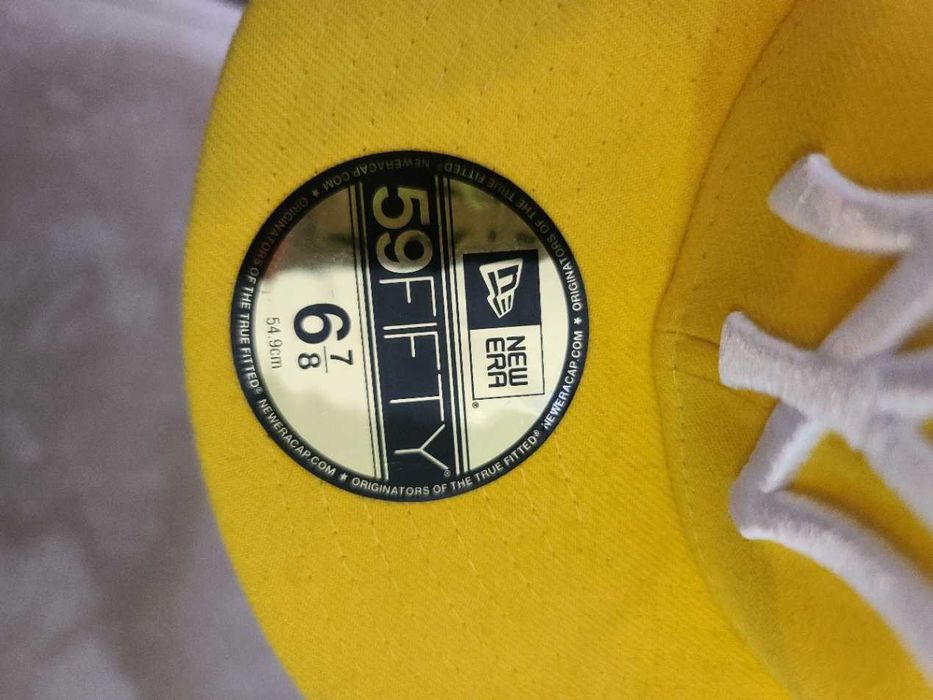 NEW
ERA®
59FIFTY®
6 7/8
54.9cm
ORIGINATORS OF THE TRUE FITTED® NEWERACAP.COM ★ ORIGINATORS OF THE TRUE FITTED® NEWERACAP.COM ★ ORIGINATORS OF THE TRUE FITTED® NEWERACAP.COM ★
NY